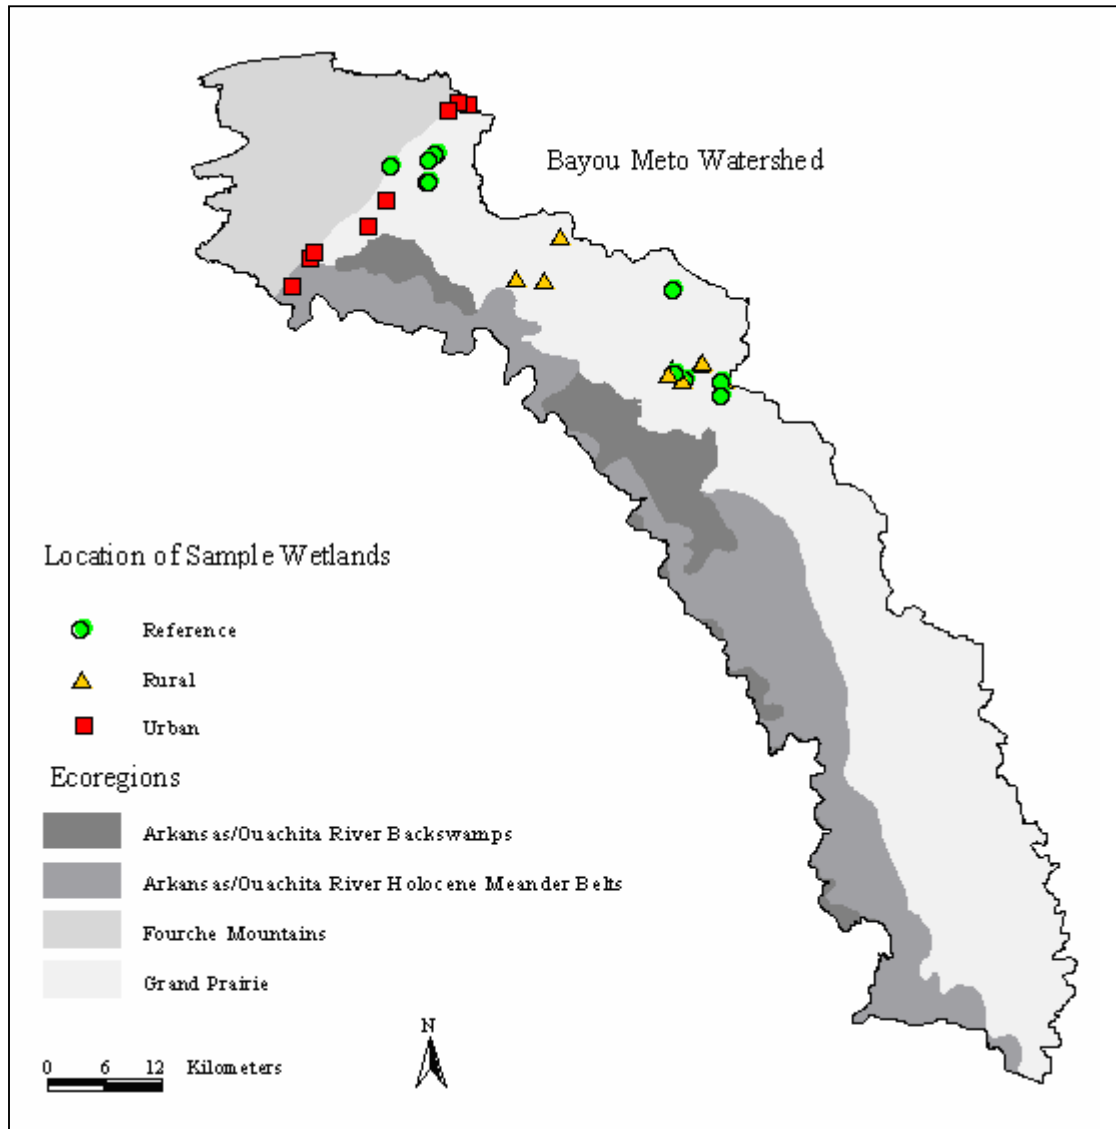 Bayou Meto Watershed
Location of Sample Wetlands
Reference
Rural
Urban
Ecoregions
Arkansas/Ouachita River Backswamps
Arkansas/Ouachita River Holocene Meander Belts
Fourche Mountains
Grand Prairie
N
0 6 12 Kilometers